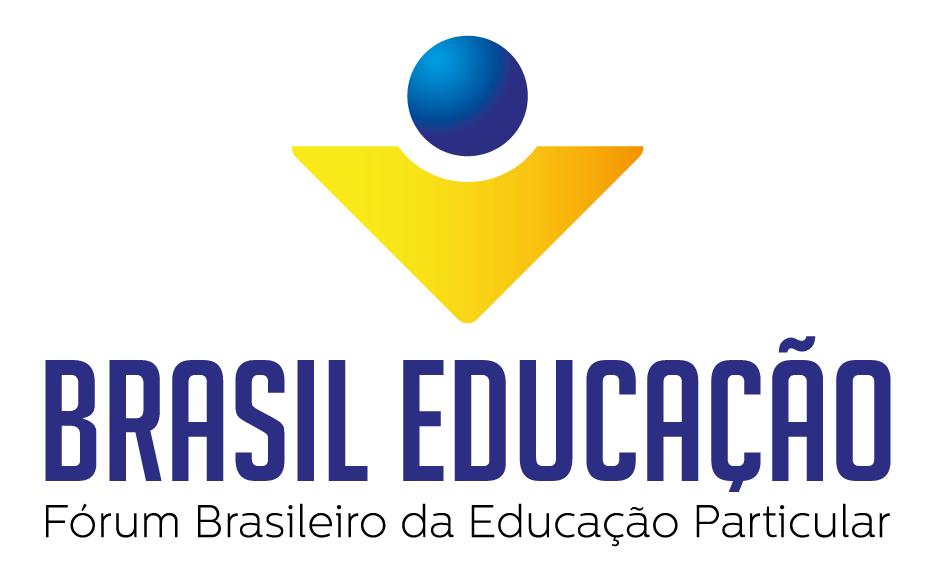 BRASIL EDUCAÇÃO
Fórum Brasileiro da Educação Particular